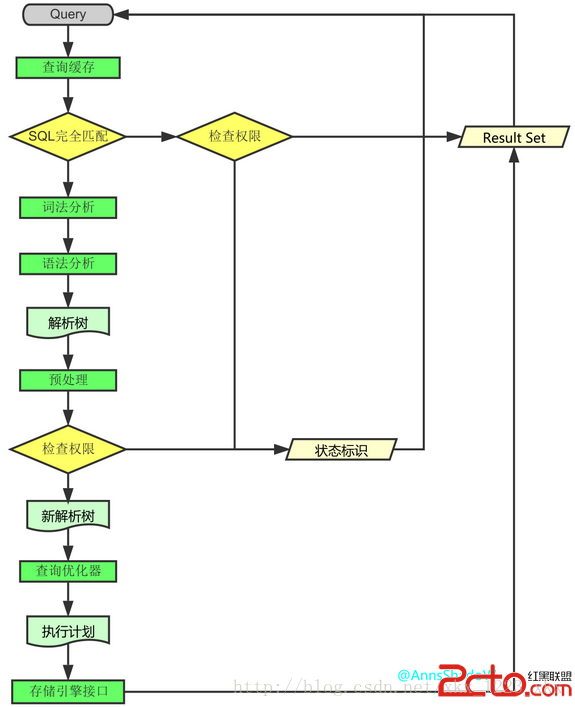 Query
查询缓存
SQL完全匹配
检查权限
Result Set
词法分析
语法分析
解析树
预处理
检查权限
状态标识
新解析树
查询优化器
执行计划
存储引擎接口
@AnnsSh
http://blog.csdn.net
2cto.com
红黑联盟